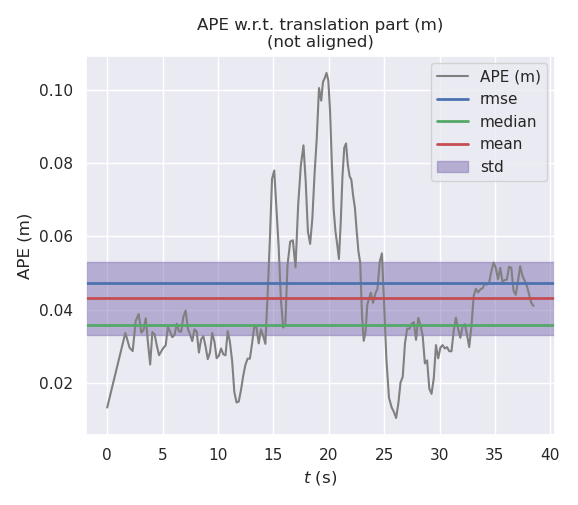 APE w.r.t. translation part (m)
(not aligned)
APE (m)
rmse
median
mean
std
0.10
0.08
0.06
0.04
0.02
APE (m)
0 5 10 15 20 25 30 35 40
t (s)